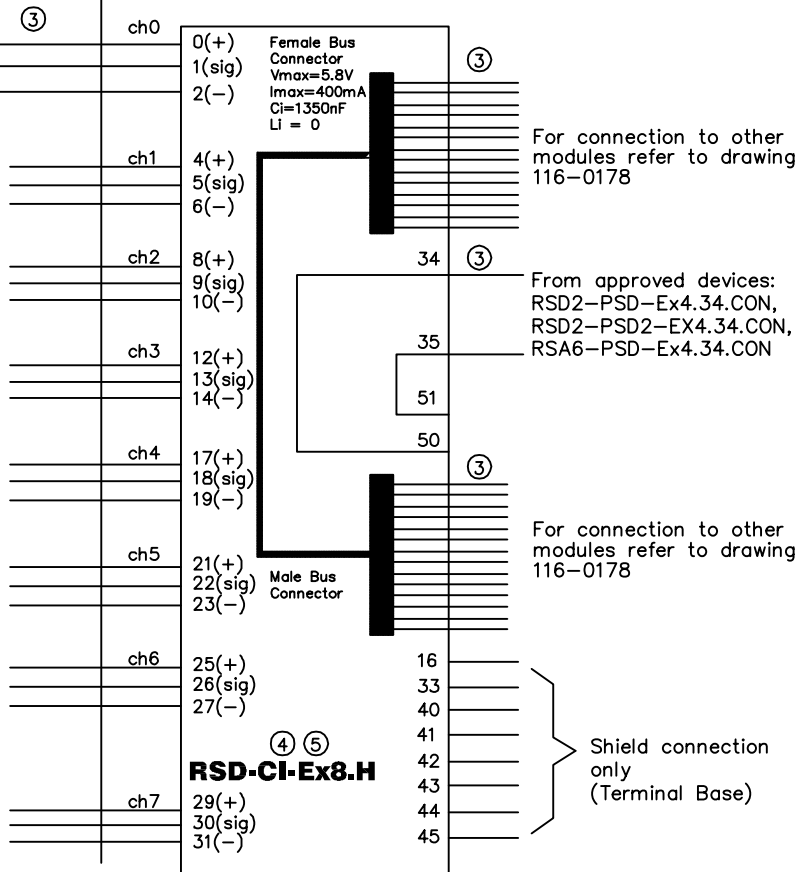 ③
ch0
0(+)
1(sig)
2(−)
Female Bus
Connector
Vmax=5.8V
Imax=400mA
Ci=1350nF
Li = 0
③
For connection to other
modules refer to drawing
116−0178
ch1
4(+)
5(sig)
6(−)
ch2
8(+)
9(sig)
10(−)
34
③
From approved devices:
RSD2−PSD−Ex4.34.CON,
RSD2−PSD2−EX4.34.CON,
RSA6−PSD−Ex4.34.CON
ch3
12(+)
13(sig)
14(−)
35
51
50
ch4
17(+)
18(sig)
19(−)
③
For connection to other
modules refer to drawing
116−0178
ch5
21(+)
22(sig)
23(−)
Male Bus
Connector
ch6
25(+)
26(sig)
27(−)
16
33
40
41
42
43
44
45
Shield connection
only
(Terminal Base)
④ ⑤
RSD-CI-Ex8.H
ch7
29(+)
30(sig)
31(−)